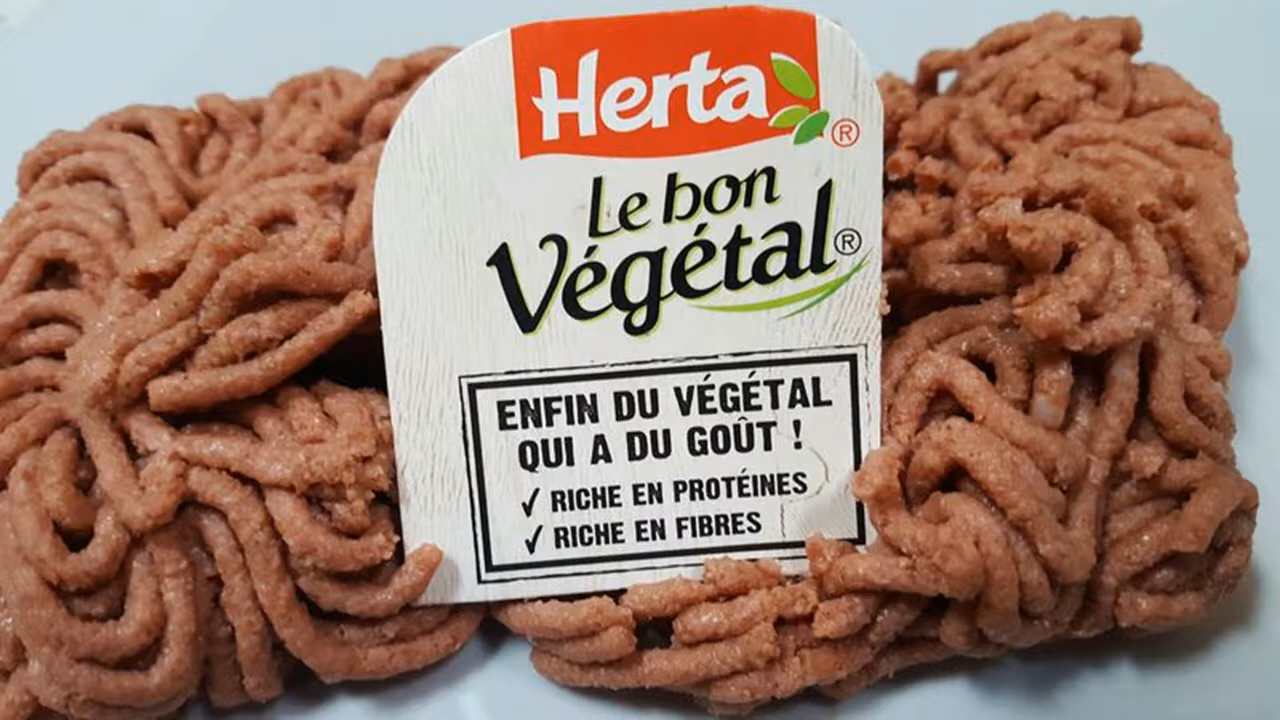 Herta®
Le bon
Végétal®
ENFIN DU VÉGÉTAL
QUI A DU GOÛT !
✓ RICHE EN PROTÉINES
✓ RICHE EN FIBRES